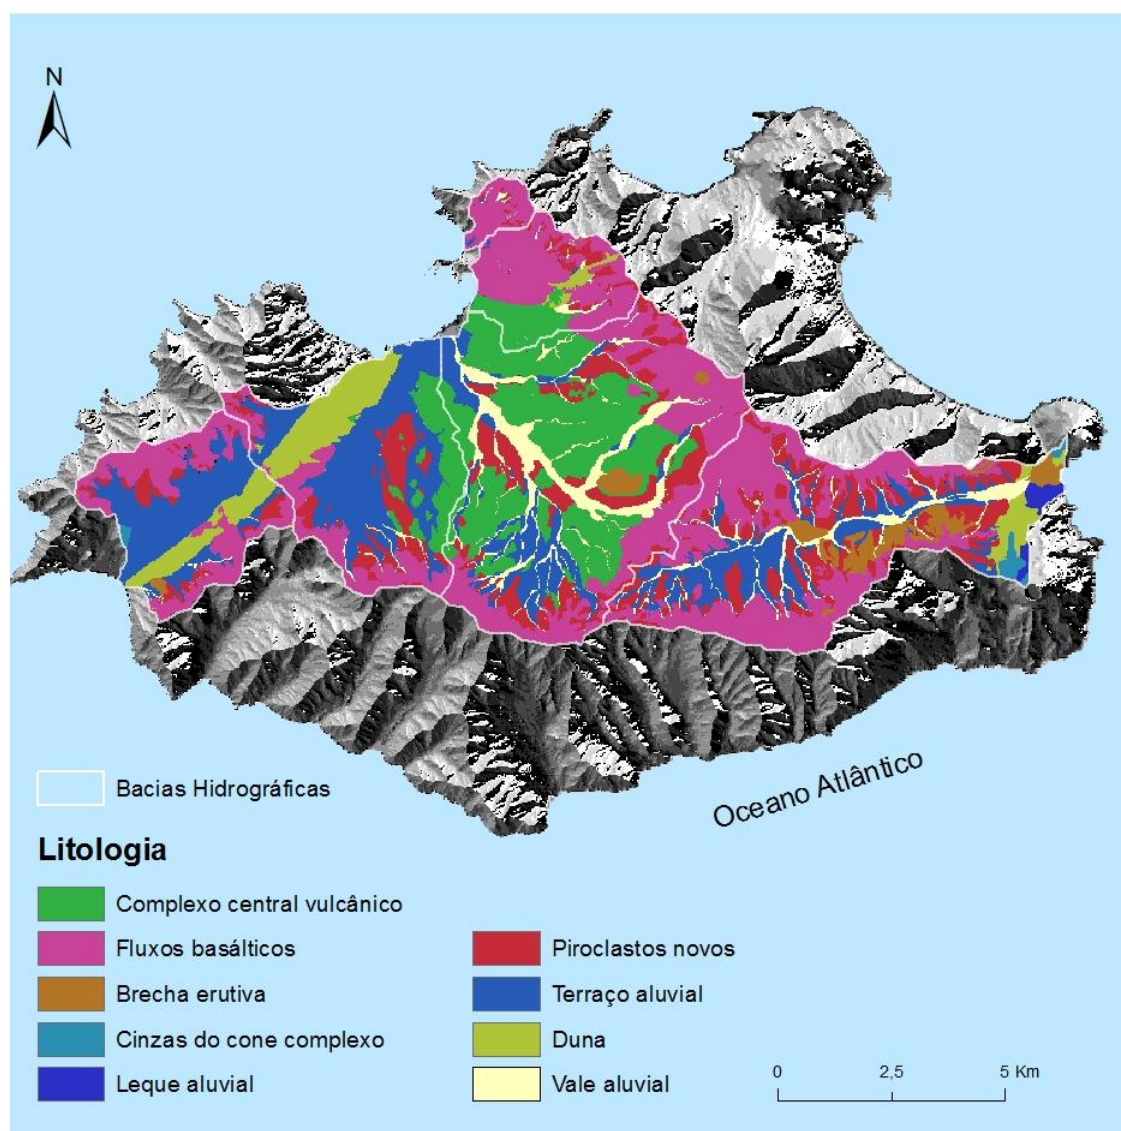 N
Oceano Atlântico
Bacias Hidrográficas
Litologia
Complexo central vulcânico
Fluxos basálticos
Brecha erutiva
Cinzas do cone complexo
Leque aluvial
Piroclastos novos
Terraço aluvial
Duna
Vale aluvial
0 2,5 5 Km